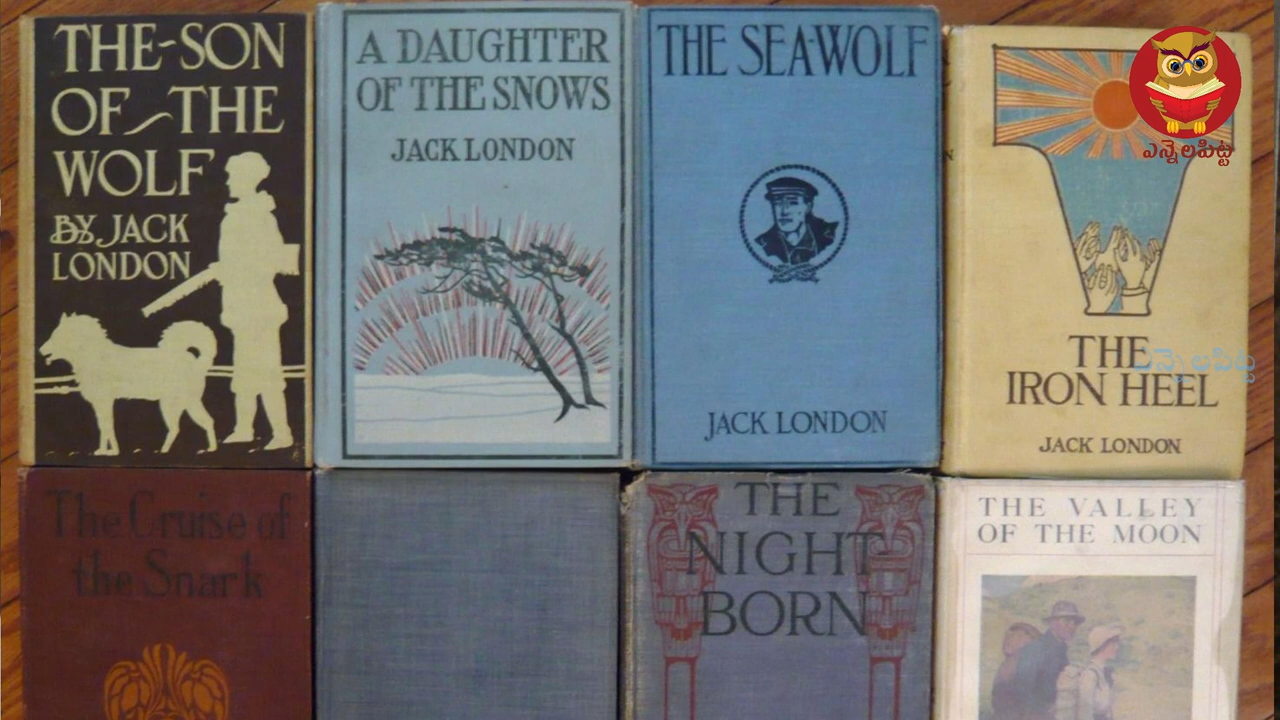 THE-SON
OF THE
WOLF
BY JACK
LONDON
A DAUGHTER
OF THE SNOWS
JACK LONDON
THE SEA-WOLF
JACK LONDON
ఎన్నెలపిట్ట
THE
ఎన్నెలపిట్ట
IRON HEEL
JACK LONDON
The Cruise of
the Snark
THE
NIGHT-
BORN
THE VALLEY
OF THE MOON